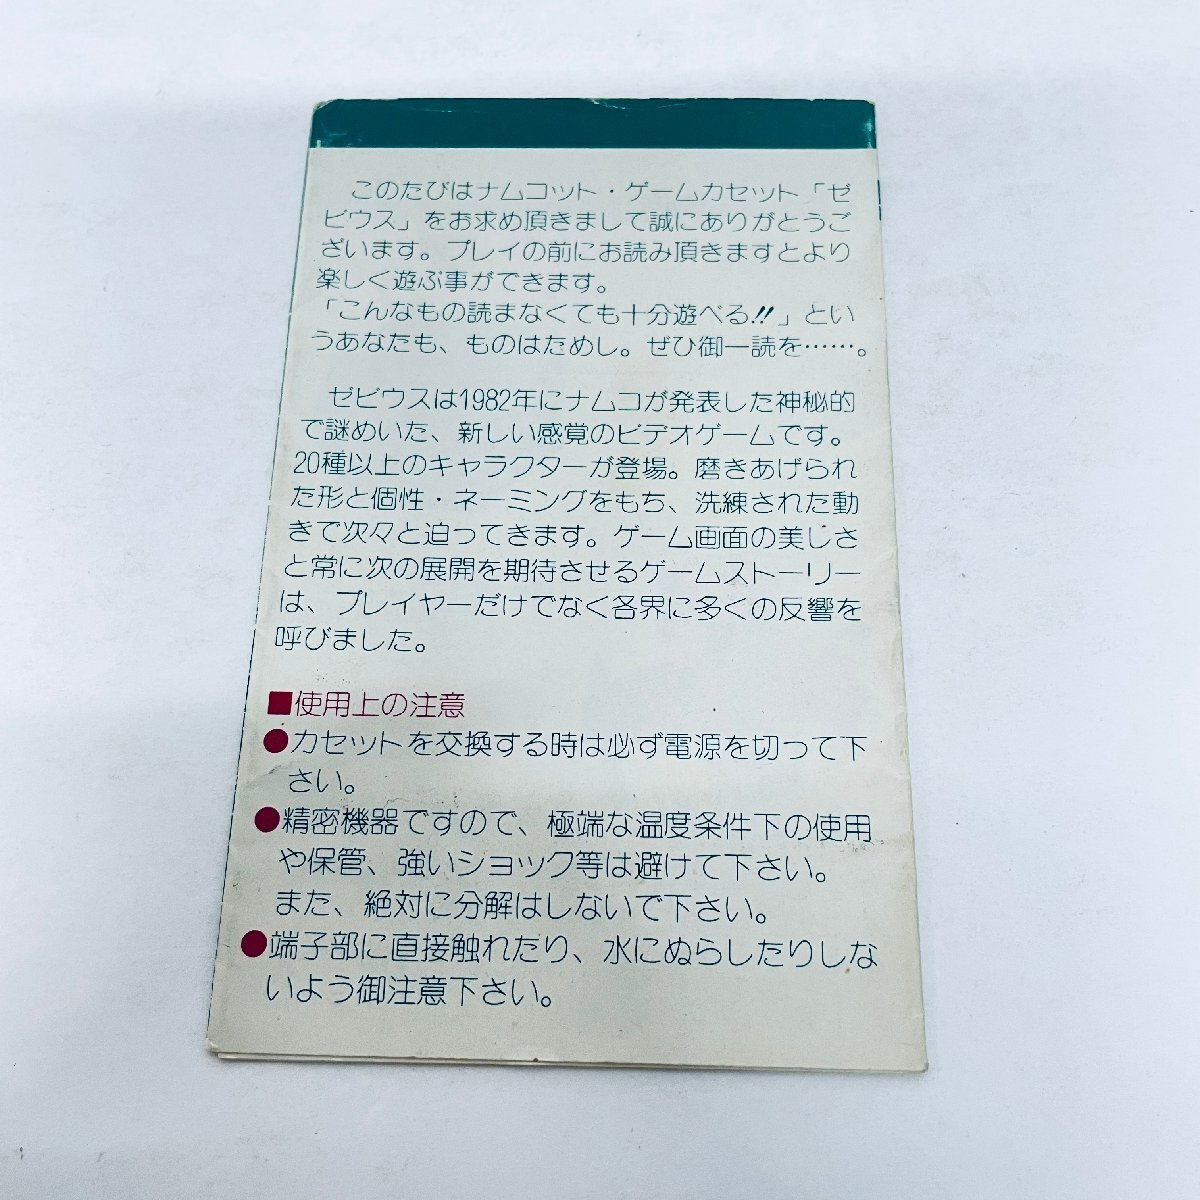 このたびはナムコット・ゲームカセット「ゼ
ビウス」をお求め頂きまして誠にありがとうご
ざいます。プレイの前にお読み頂きますとより
楽しく遊ぶ事ができます。
「こんなもの読まなくても十分遊べる!!」とい
うあなたも、ものはためし。ぜひ御一読を……。
ゼビウスは1982年にナムコが発表した神秘的
で謎めいた、新しい感覚のビデオゲームです。
20種以上のキャラクターが登場。磨きあげられ
た形と個性・ネーミングをもち、洗練された動
きで次々と迫ってきます。ゲーム画面の美しさ
と常に次の展開を期待させるゲームストーリー
は、プレイヤーだけでなく各界に多くの反響を
呼びました。
■使用上の注意
●カセットを交換する時は必ず電源を切って下
さい。
●精密機器ですので、極端な温度条件下の使用
や保管、強いショック等は避けて下さい。
また、絶対に分解はしないで下さい。
●端子部に直接触れたり、水にぬらしたりしな
いよう御注意下さい。